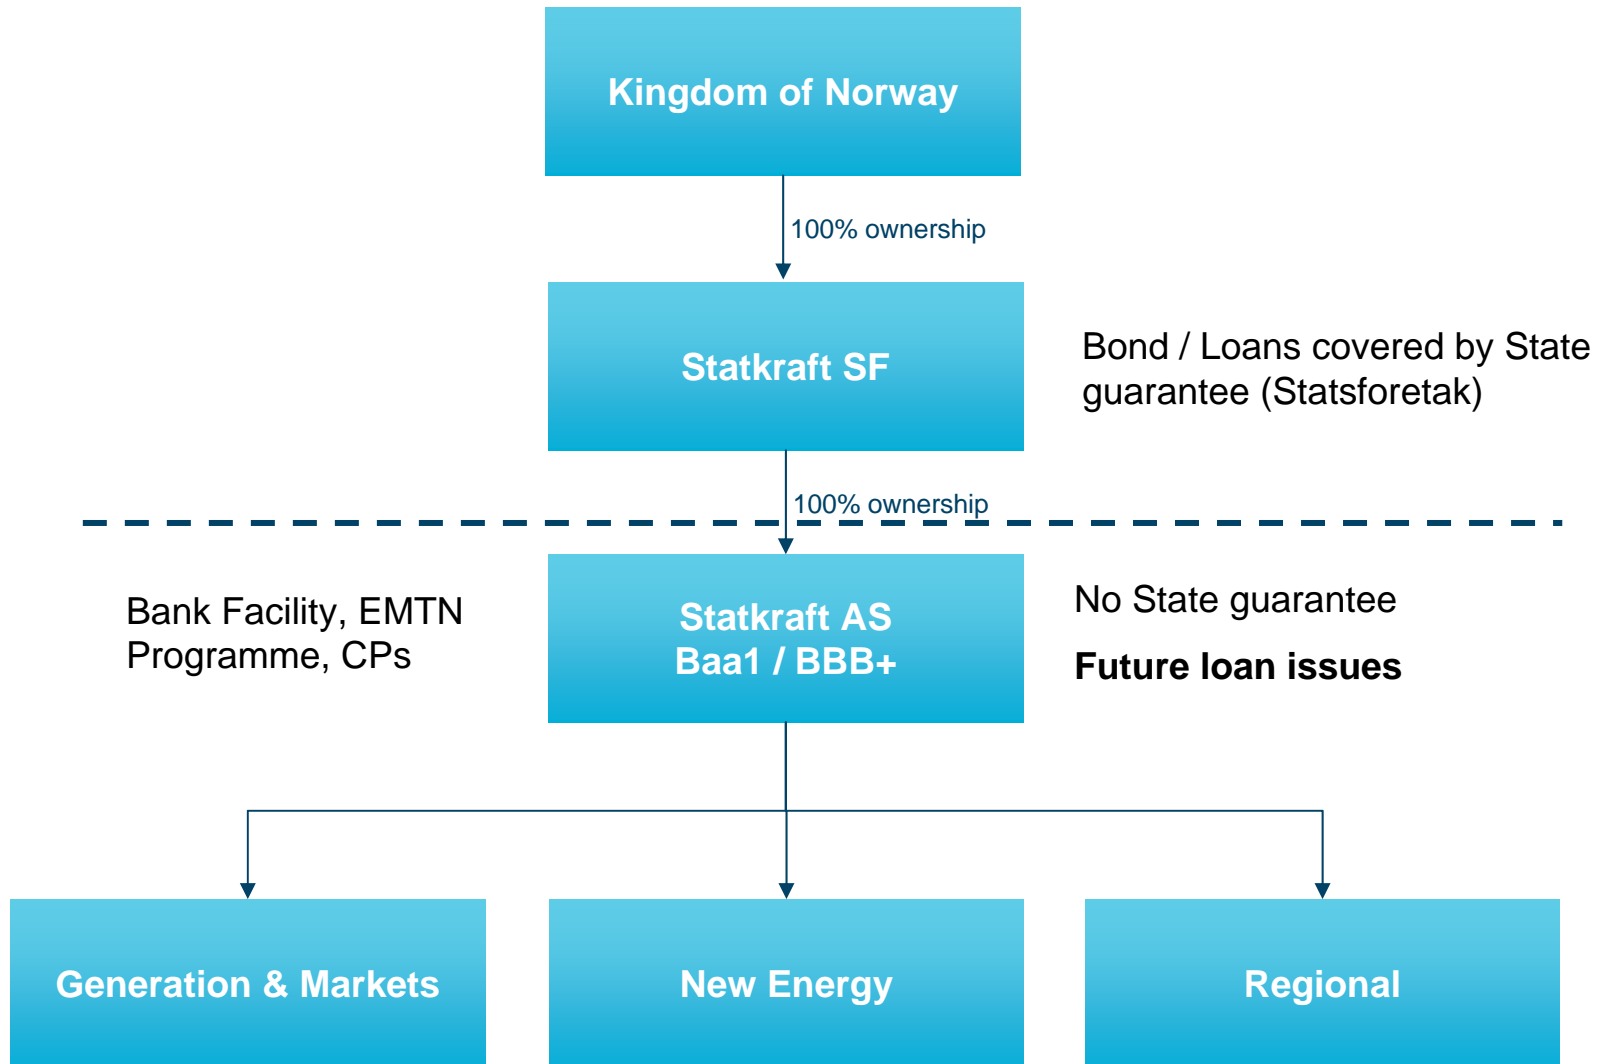 Kingdom of Norway
100% ownership
Statkraft SF
Bond / Loans covered by State
guarantee (Statsforetak)
100% ownership
Bank Facility, EMTN
Programme, CPs
Statkraft AS
Baa1 / BBB+
No State guarantee
Future loan issues
Generation & Markets
New Energy
Regional